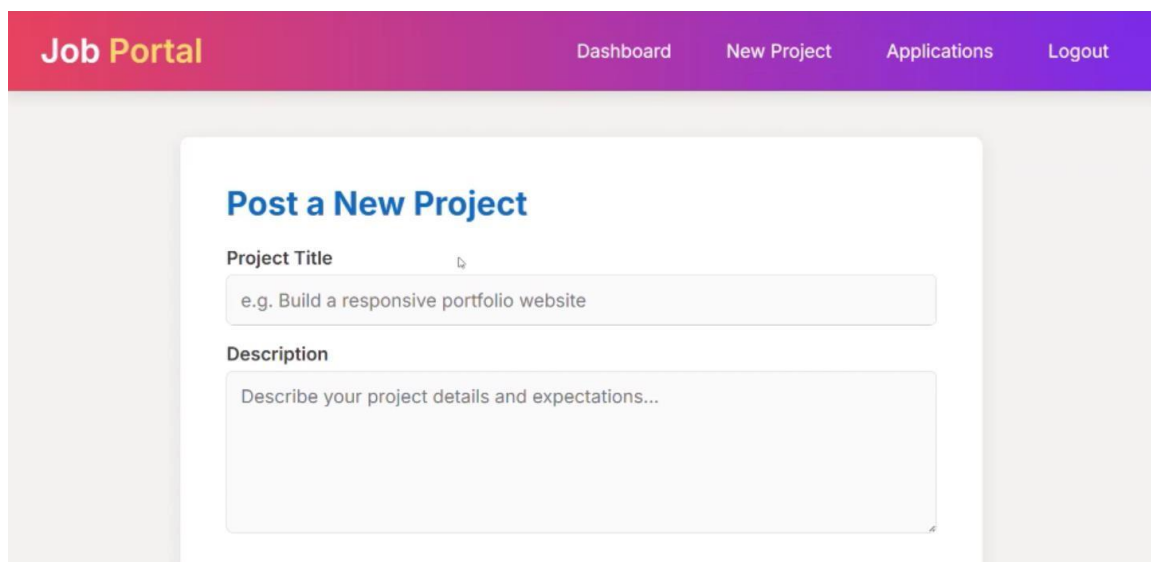 Job Portal Dashboard New Project Applications Logout
Post a New Project
Project Title
e.g. Build a responsive portfolio website
Description
Describe your project details and expectations...